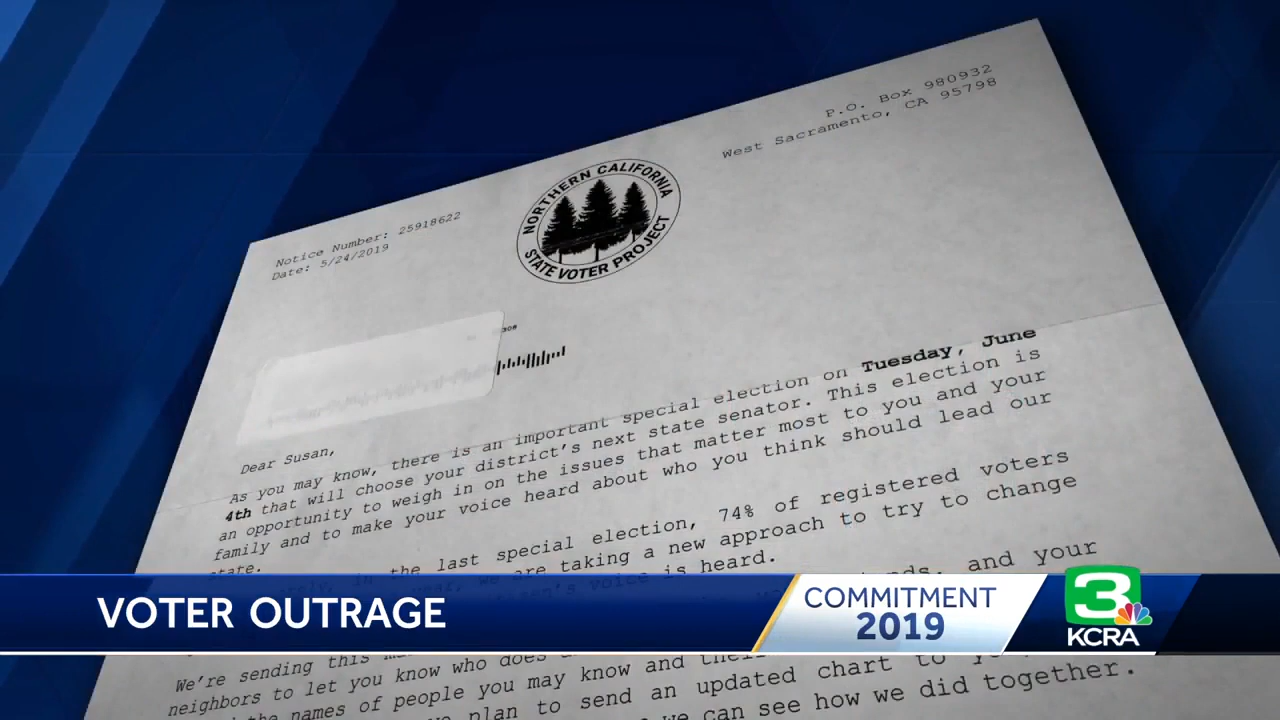 P.O. Box 980932
West Sacramento, CA 95798
NORTHERN CALIFORNIA
STATE VOTER PROJECT
Notice Number: 25918622
Date: 5/24/2019
Dear Susan,
As you may know, there is an important special election on Tuesday, June
4th that will choose your district's next state senator. This election is
an opportunity to weigh in on the issues that matter most to you and your
family and to make your voice heard about who you think should lead our
state.
in the last special election, 74% of registered voters
we are taking a new approach to try to change
voice is heard.
and your
We're sending this
neighbors to let you know who does
the names of people you may know and
plan to send an updated chart to
we can see how we did together.
VOTER OUTRAGE
COMMITMENT
2019
3
KCRA